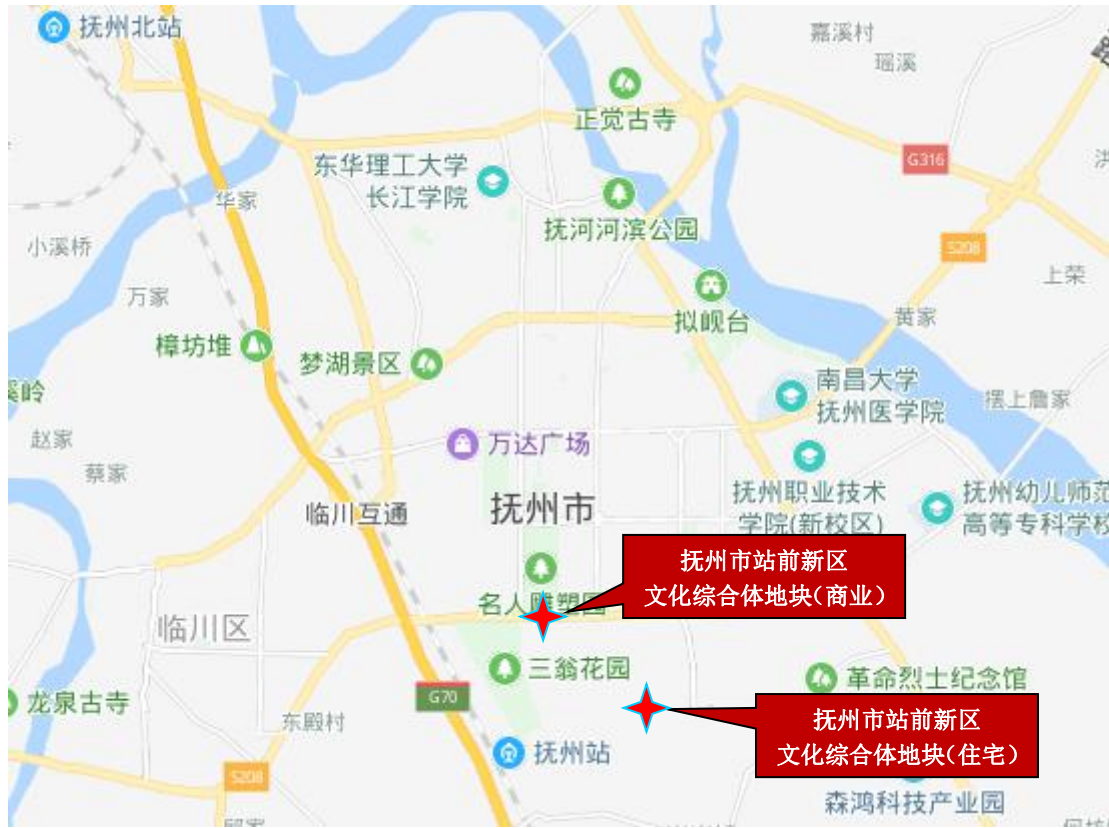 抚州北站
嘉溪村
瑶溪
正觉古寺
东华理工大学
长江学院
G316
华家
抚河河滨公园
小溪桥
S208
上荣
万家
拟岘台
黄家
樟坊堆
梦湖景区
南昌大学
抚州医学院
摆上詹家
赵家
万达广场
蔡家
抚州职业技术
学院(新校区)
抚州幼儿师范
高等专科学校
临川互通
抚州市
抚州市站前新区
文化综合体地块(商业)
名人雕塑园
临川区
三翁花园
革命烈士纪念馆
G70
龙泉古寺
东殿村
抚州市站前新区
文化综合体地块(住宅)
抚州站
S208
森鸿科技产业园